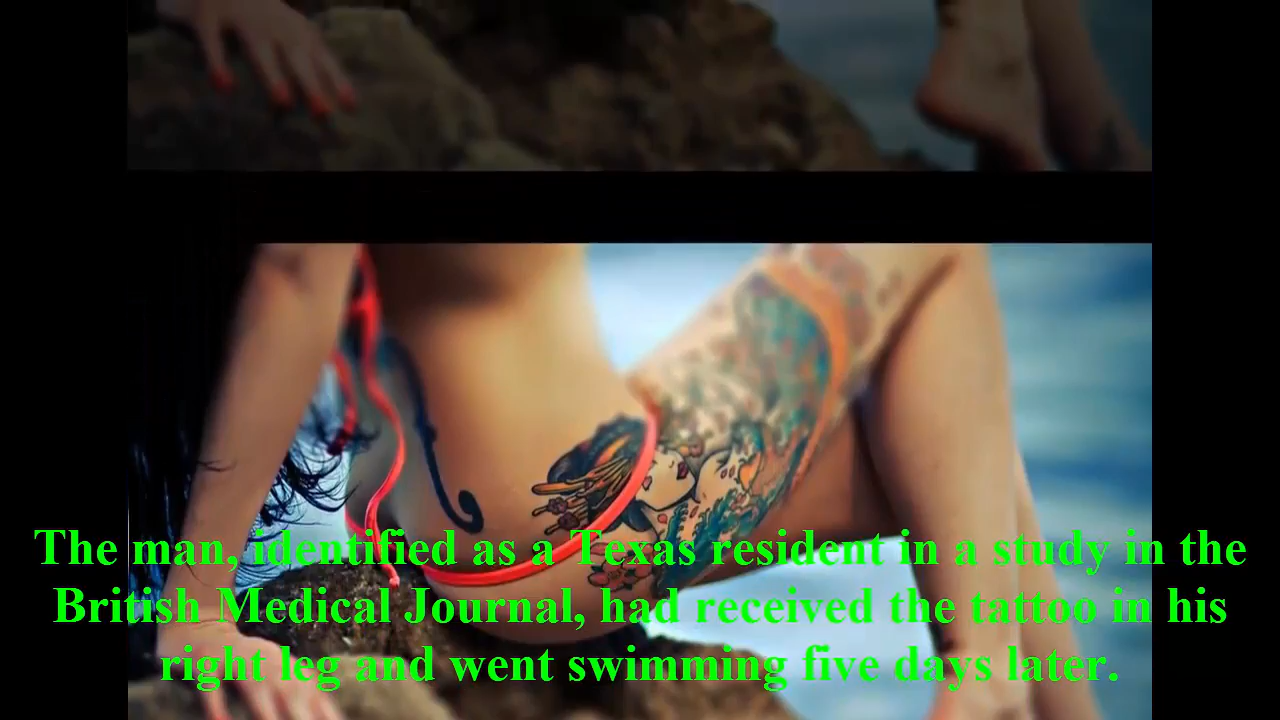 The man, identified as a Texas resident in a study in the
British Medical Journal, had received the tattoo in his
right leg and went swimming five days later.